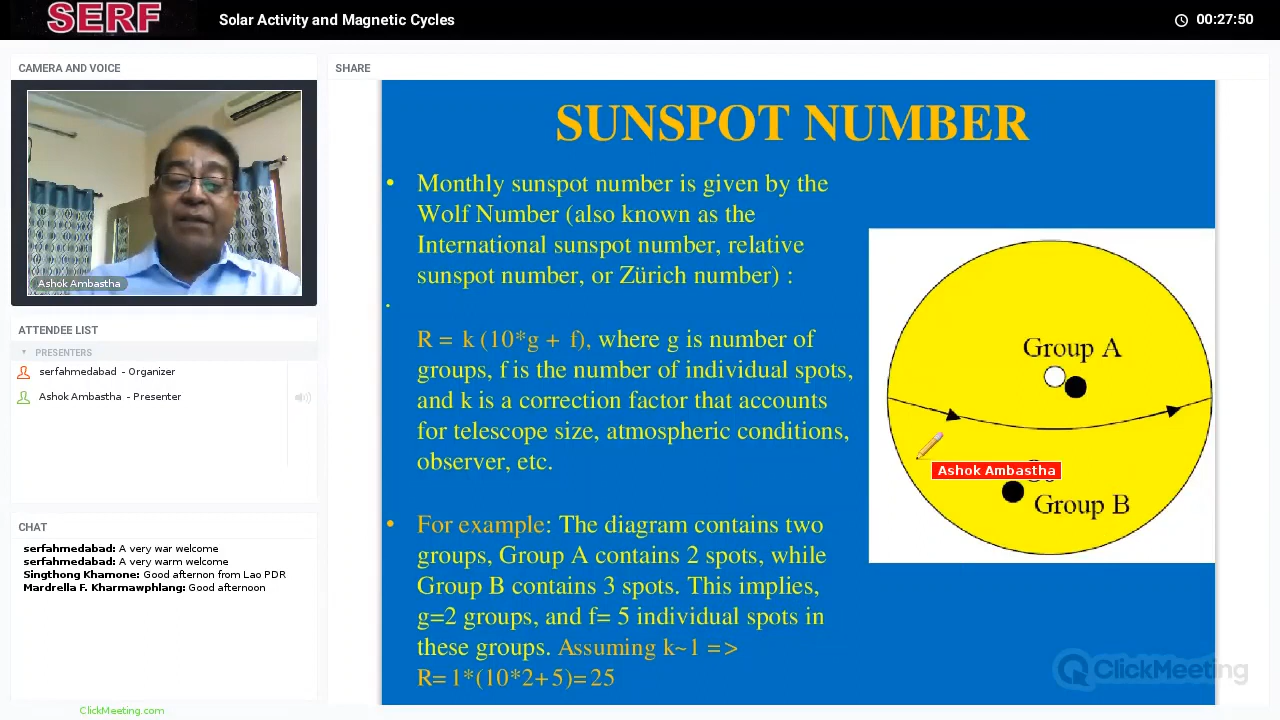 SERF
Solar Activity and Magnetic Cycles
00:27:50
CAMERA AND VOICE
Ashok Ambastha
ATTENDEE LIST
PRESENTERS
serfahmedabad - Organizer
Ashok Ambastha - Presenter
CHAT
serfahmedabad: A very war welcome
serfahmedabad: A very warm welcome
Singthong Khamone: Good afternon from Lao PDR
Mardrella F. Kharmawphlang: Good afternoon
ClickMeeting.com
SHARE
SUNSPOT NUMBER
• Monthly sunspot number is given by the
Wolf Number (also known as the
International sunspot number, relative
sunspot number, or Zürich number) :
•
R = k (10*g + f), where g is number of
groups, f is the number of individual spots,
and k is a correction factor that accounts
for telescope size, atmospheric conditions,
observer, etc.
• For example: The diagram contains two
groups, Group A contains 2 spots, while
Group B contains 3 spots. This implies,
g=2 groups, and f= 5 individual spots in
these groups. Assuming k~1 =>
R= 1*(10*2+5)= 25
Group A
Ashok Ambastha
Group B
ClickMeeting